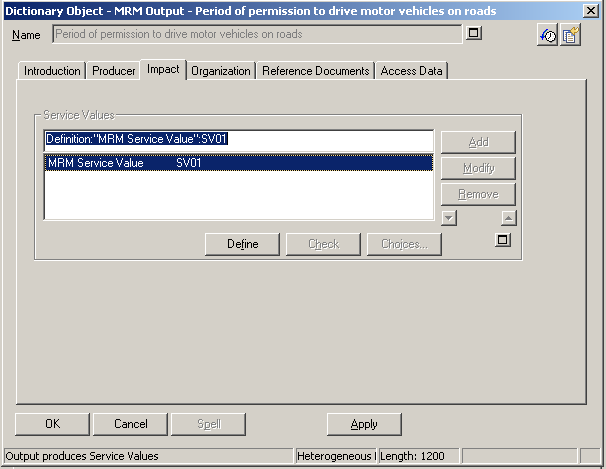 Dictionary Object - MRM Output - Period of permission to drive motor vehicles on roads
Name Period of permission to drive motor vehicles on roads
Introduction Producer Impact Organization Reference Documents Access Data
Service Values
Definition:"MRM Service Value":SV01
MRM Service Value SV01
Add
Modify
Remove
Define Check Choices...
OK Cancel Spell Apply
Output produces Service Values Heterogeneous Length: 1200